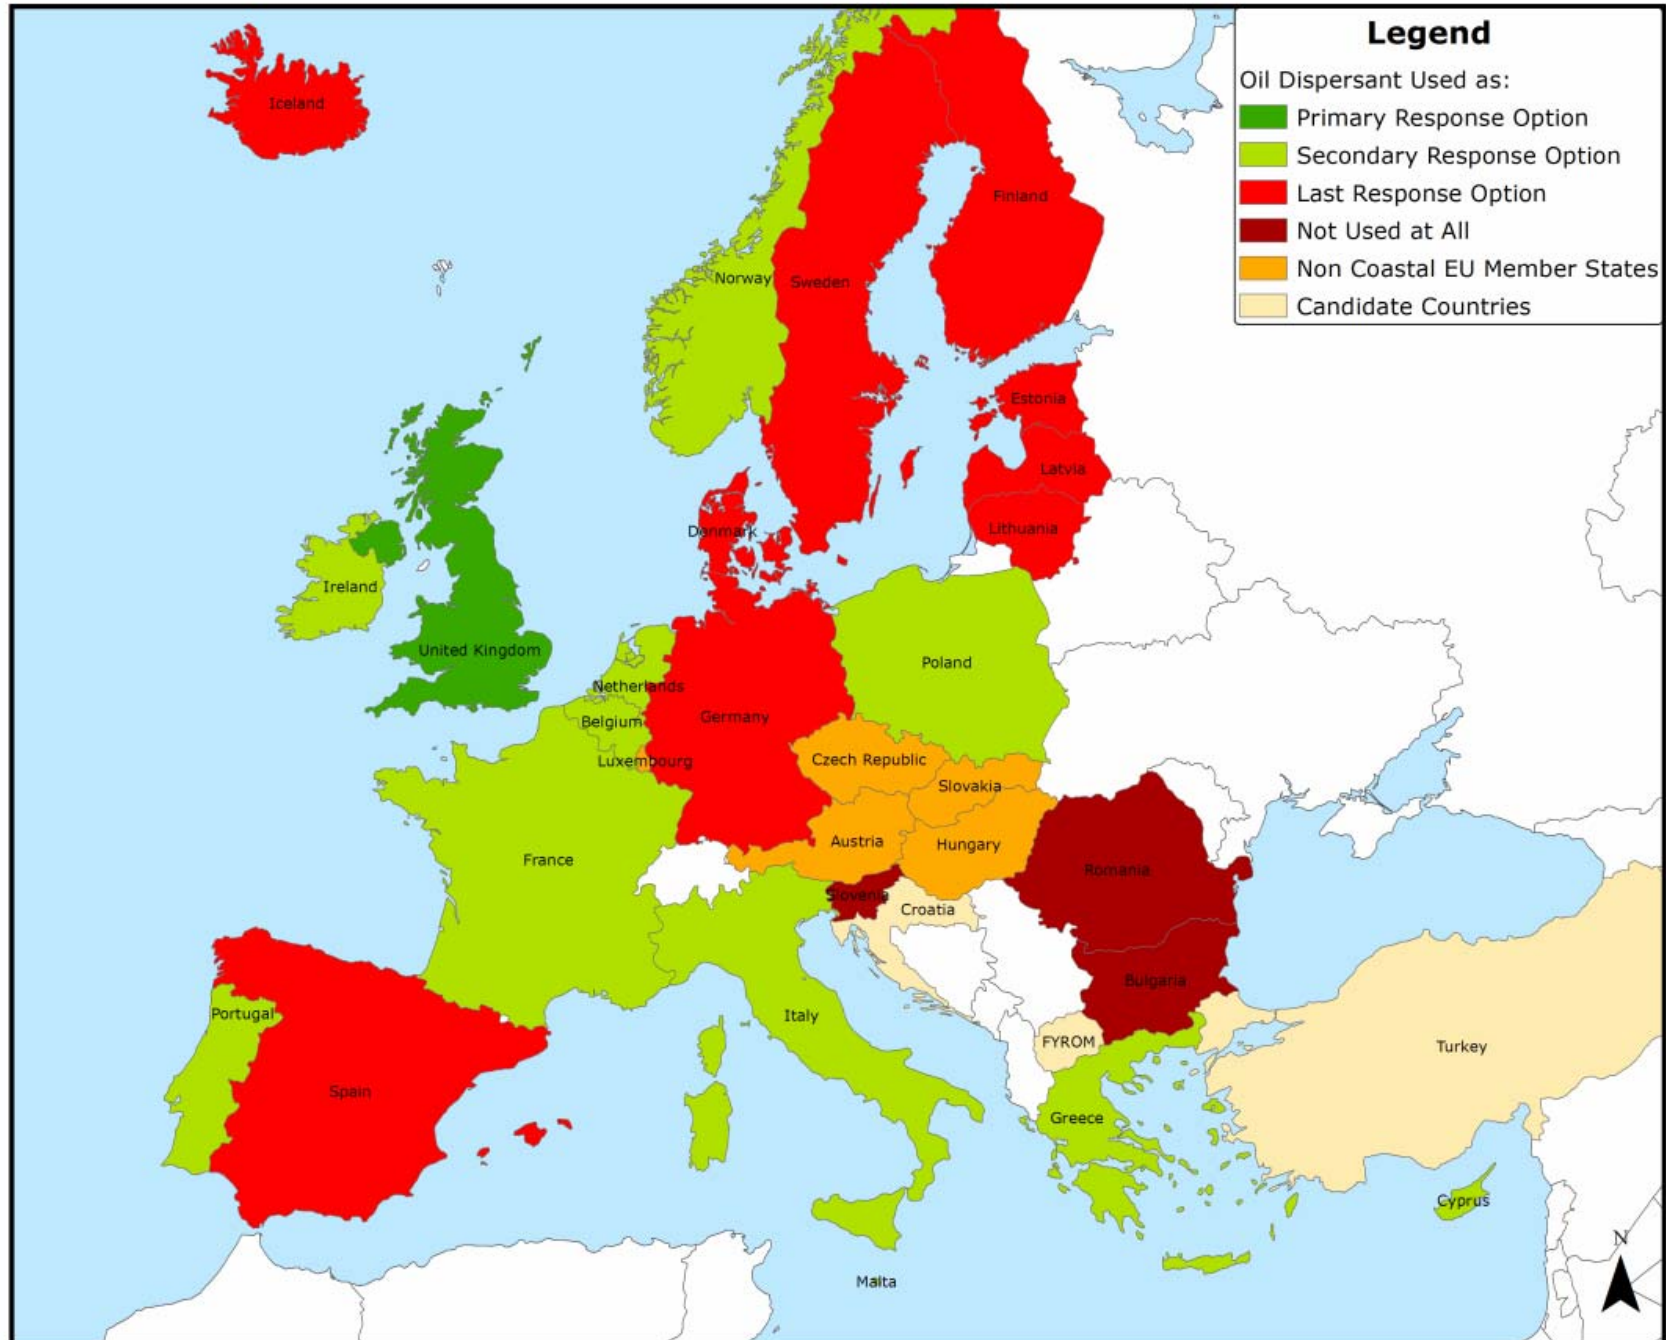 Legend
Oil Dispersant Used as:
Primary Response Option
Secondary Response Option
Last Response Option
Not Used at All
Non Coastal EU Member States
Candidate Countries
Iceland
Finland
Norway
Sweden
Estonia
Latvia
Lithuania
Denmark
Ireland
United Kingdom
Poland
Netherlands
Germany
Belgium
Luxembourg
Czech Republic
Slovakia
Austria
Hungary
France
Romania
Slovenia
Croatia
Bulgaria
Portugal
Italy
FYROM
Turkey
Spain
Greece
Cyprus
N
Malta